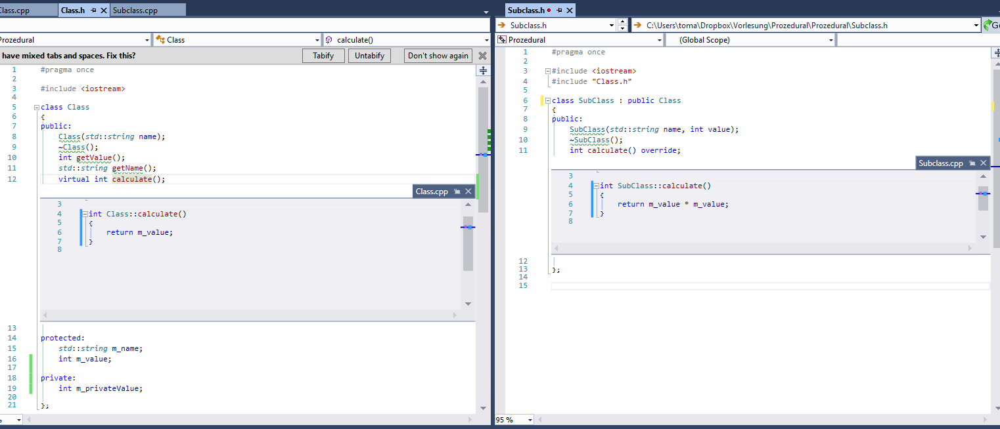 Class.cpp Class.h Subclass.cpp
Prozedural Class calculate()
have mixed tabs and spaces. Fix this? Tabify Untabify Don't show again
1 #pragma once
2
3 #include <iostream>
4
5 class Class
6 {
7 public:
8 Class(std::string name);
9 ~Class();
10 int getValue();
11 std::string getName();
12 virtual int calculate();
Class.cpp
3
4 int Class::calculate()
5 {
6 return m_value;
7 }
8
13
14 protected:
15 std::string m_name;
16 int m_value;
17
18 private:
19 int m_privateValue;
20
21 };
%
Subclass.h
Subclass.h C:\Users\toma\Dropbox\Vorlesung\Prozedural\Prozedural\Subclass.h Go
Prozedural (Global Scope)
1 #pragma once
2
3 #include <iostream>
4 #include "Class.h"
5
6 class SubClass : public Class
7 {
8 public:
9 SubClass(std::string name, int value);
10 ~SubClass();
11 int calculate() override;
Subclass.cpp
3
4 int SubClass::calculate()
5 {
6 return m_value * m_value;
7 }
8
12
13 };
14
15
95 %